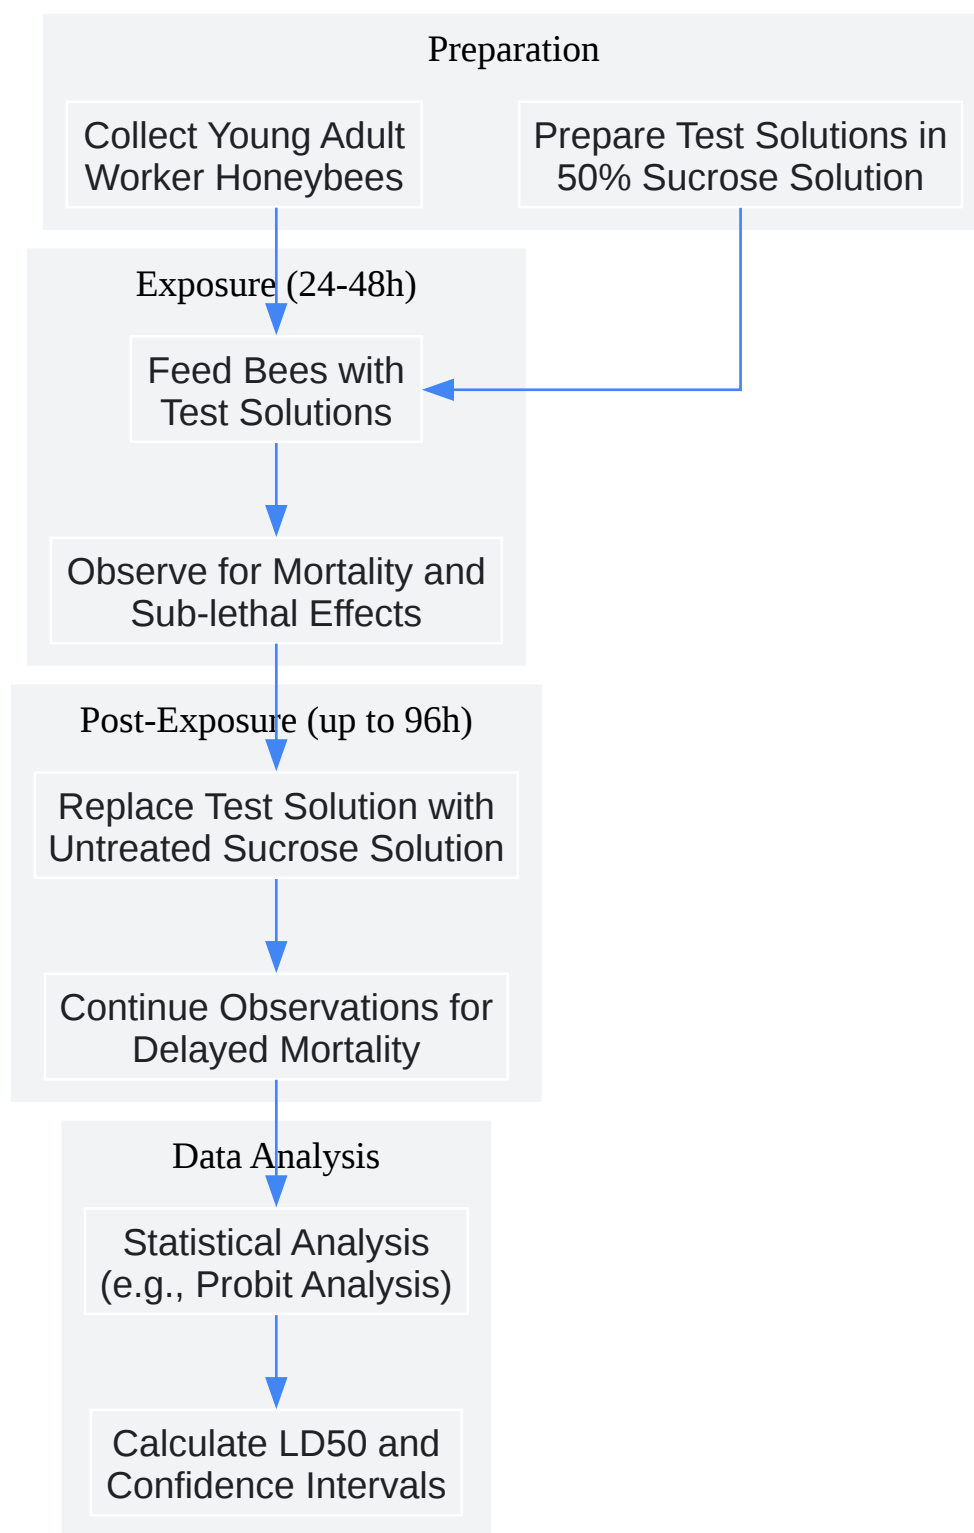 Preparation
Collect Young Adult
Worker Honeybees
Prepare Test Solutions in
50% Sucrose Solution
Exposure (24-48h)
Feed Bees with
Test Solutions
Observe for Mortality and
Sub-lethal Effects
Post-Exposure (up to 96h)
Replace Test Solution with
Untreated Sucrose Solution
Continue Observations for
Delayed Mortality
Data Analysis
Statistical Analysis
(e.g., Probit Analysis)
Calculate LD50 and
Confidence Intervals